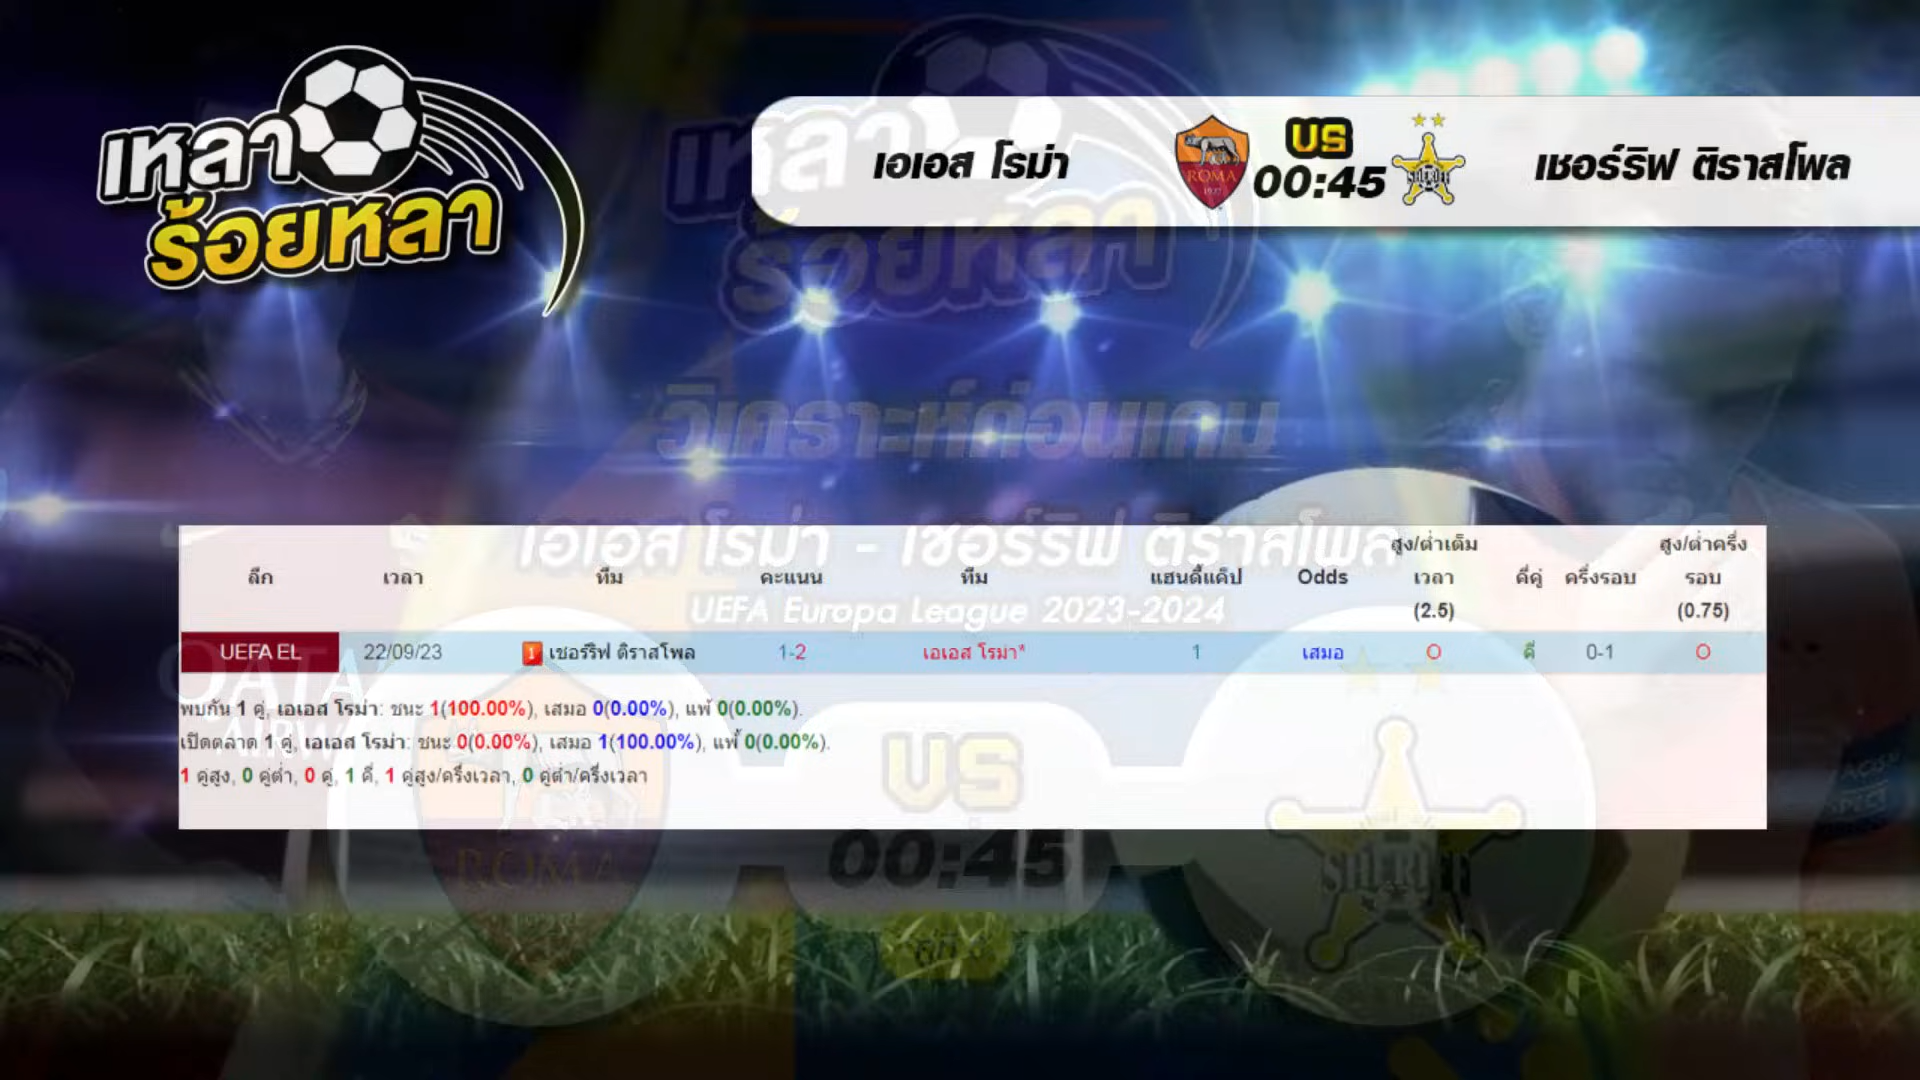 เหลา
ร้อยหลา
เอเอส โรม่า
ROMA
1927
VS
00:45
เชอร์ริฟ ติราสโพล
เหลา
ร้อยหลา
วิเคราะห์ก่อนเกม
เอเอส โรม่า - เชอร์ริฟ ติราสโพล
UEFA Europa League 2023-2024
ลีก เวลา ทีม คะแนน ทีม แฮนดี้แค็ป Odds สูง/ต่ำเต็มเวลา (2.5) คี่คู่ ครึ่งรอบ สูง/ต่ำครึ่งรอบ (0.75)
UEFA EL 22/09/23 1 เชอร์ริฟ ติราสโพล 1-2 เอเอส โรม่า* 1 เสมอ O คี่ 0-1 O
พบกัน 1 คู่, เอเอส โรม่า: ชนะ 1(100.00%), เสมอ 0(0.00%), แพ้ 0(0.00%).
เปิดตลาด 1 คู่, เอเอส โรม่า: ชนะ 0(0.00%), เสมอ 1(100.00%), แพ้ 0(0.00%).
1 คู่สูง, 0 คู่ต่ำ, 0 คู่, 1 คี่, 1 คู่สูง/ครึ่งเวลา, 0 คู่ต่ำ/ครึ่งเวลา
QATA
VS
ROMA
00:45